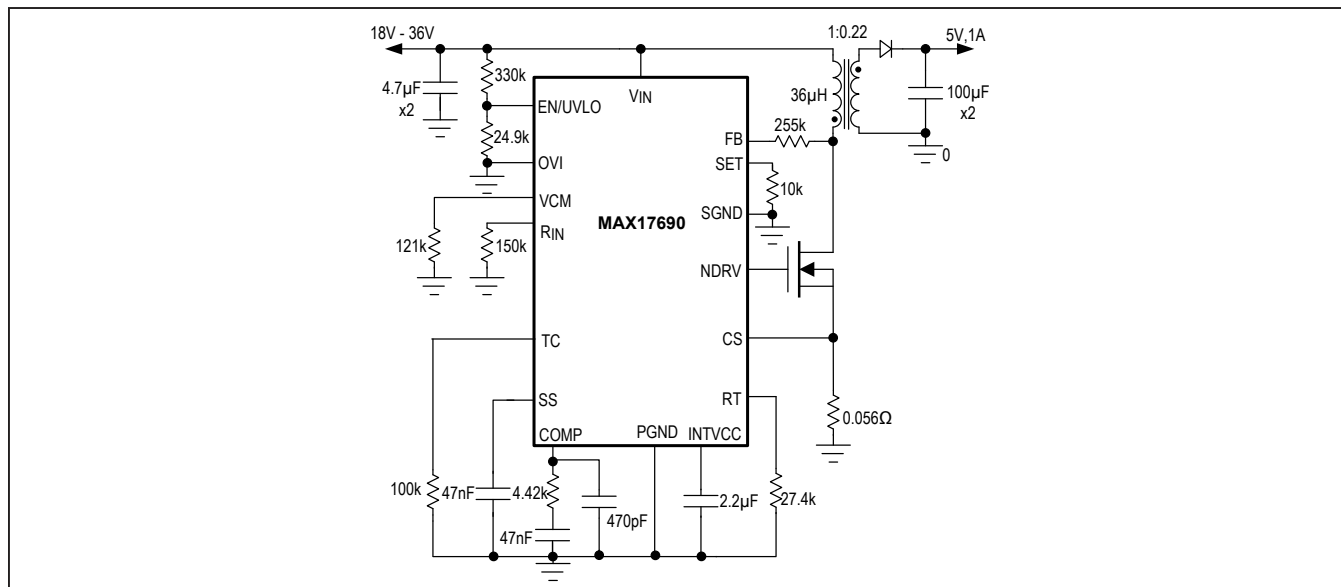 18V - 36V
1:0.22
5V,1A
4.7µF
x2
330k
VIN
36µH
100µF
x2
EN/UVLO
24.9k
FB
255k
OVI
SET
0
10k
VCM
SGND
MAX17690
RIN
121k
150k
NDRV
TC
CS
SS
RT
0.056Ω
COMP
PGND
INTVCC
100k
47nF
4.42k
470pF
2.2µF
27.4k
47nF